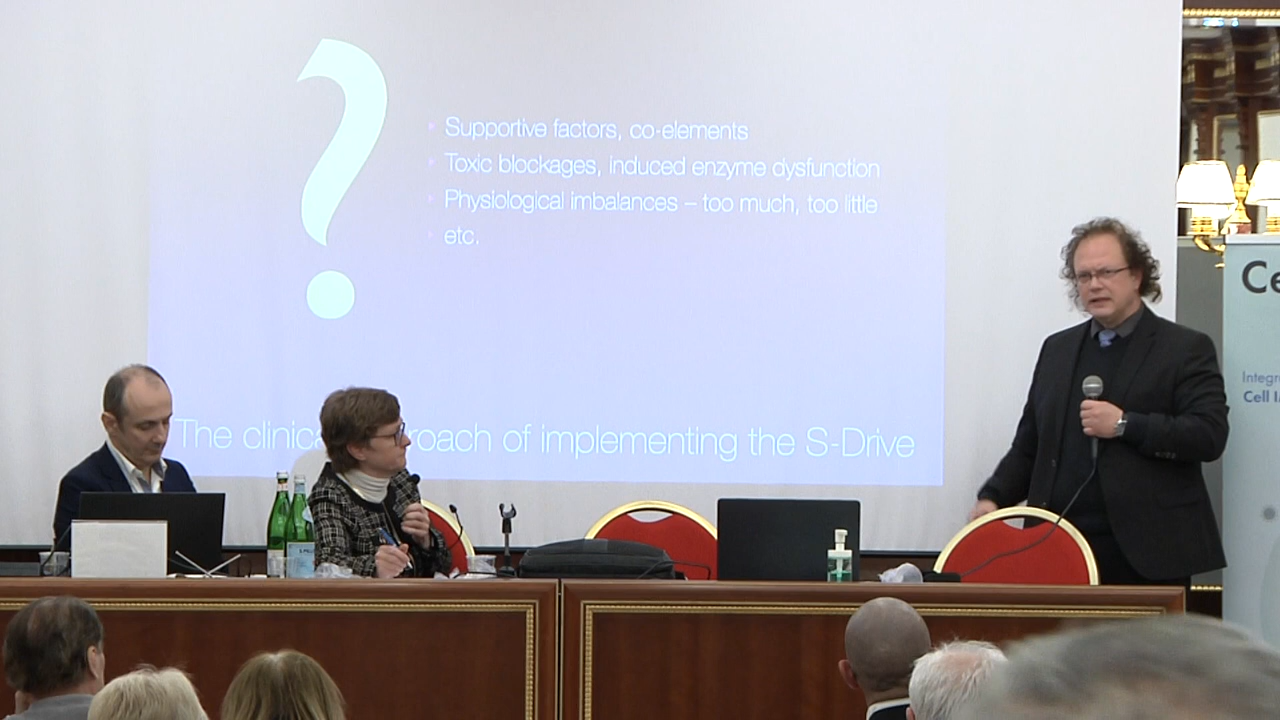 ?
Supportive factors, co-elements
Toxic blockages, induced enzyme dysfunction
Physiological imbalances – too much, too little
etc.
The clinical roach of implementing the S-Drive
Ce
Integr
Cell I